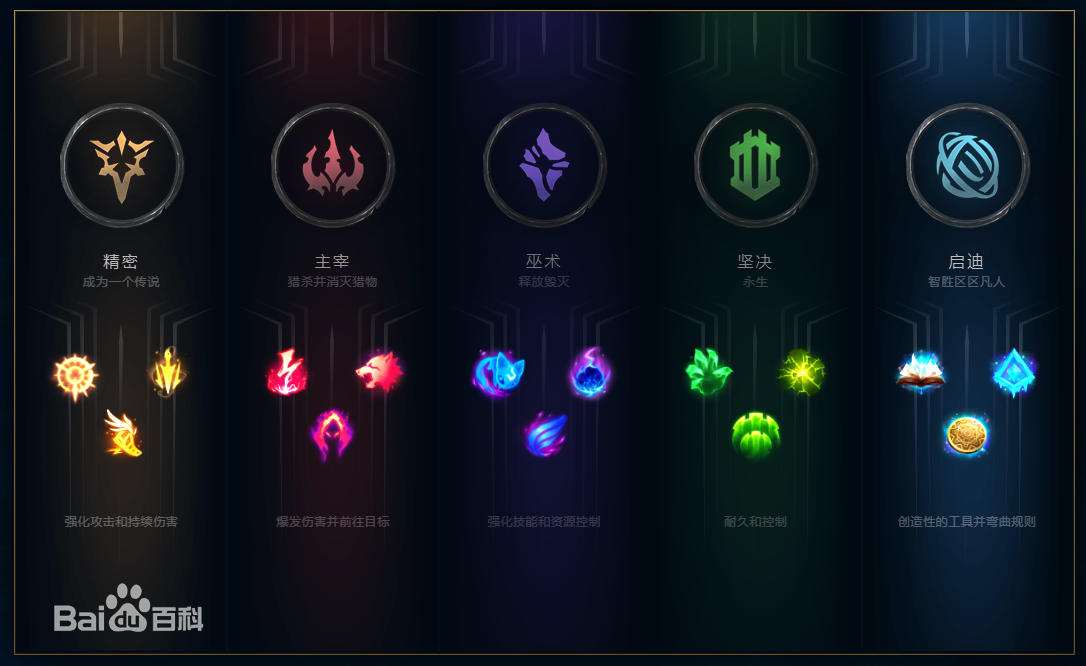 精密
成为一个传说
主宰
猎杀并消灭猎物
巫术
释放毁灭
坚决
永生
启迪
智胜区区凡人
强化攻击和持续伤害
爆发伤害并前往目标
强化技能和资源控制
耐久和控制
创造性的工具并弯曲规则
Baidu百科